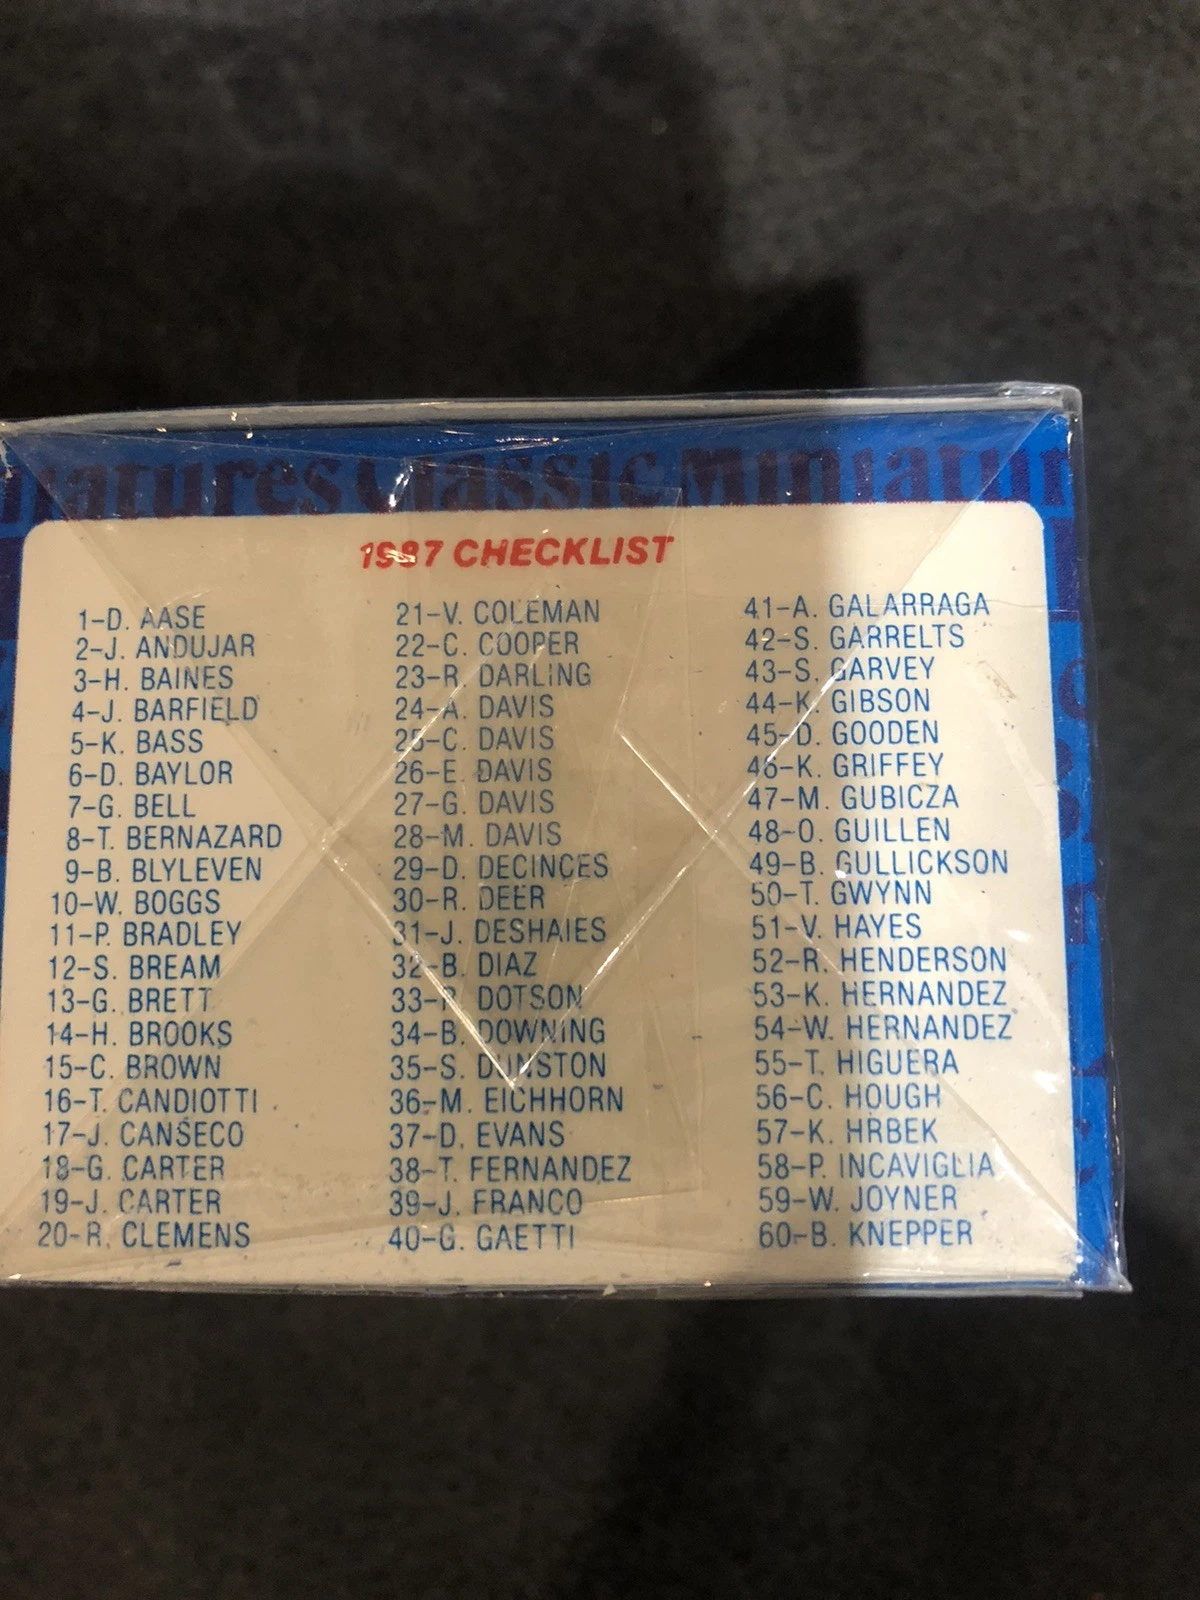 niatures Classic Miniatur
1987 CHECKLIST
1-D. AASE
2-J. ANDUJAR
3-H. BAINES
4-J. BARFIELD
5-K. BASS
6-D. BAYLOR
7-G. BELL
8-T. BERNAZARD
9-B. BLYLEVEN
10-W. BOGGS
11-P. BRADLEY
12-S. BREAM
13-G. BRETT
14-H. BROOKS
15-C. BROWN
16-T. CANDIOTTI
17-J. CANSECO
18-G. CARTER
19-J. CARTER
20-R. CLEMENS
21-V. COLEMAN
22-C. COOPER
23-R. DARLING
24-A. DAVIS
25-C. DAVIS
26-E. DAVIS
27-G. DAVIS
28-M. DAVIS
29-D. DECINCES
30-R. DEER
31-J. DESHAIES
32-B. DIAZ
33-R. DOTSON
34-B. DOWNING
35-S. DUNSTON
36-M. EICHHORN
37-D. EVANS
38-T. FERNANDEZ
39-J. FRANCO
40-G. GAETTI
41-A. GALARRAGA
42-S. GARRELTS
43-S. GARVEY
44-K. GIBSON
45-D. GOODEN
46-K. GRIFFEY
47-M. GUBICZA
48-O. GUILLEN
49-B. GULLICKSON
50-T. GWYNN
51-V. HAYES
52-R. HENDERSON
53-K. HERNANDEZ
54-W. HERNANDEZ
55-T. HIGUERA
56-C. HOUGH
57-K. HRBEK
58-P. INCAVIGLIA
59-W. JOYNER
60-B. KNEPPER